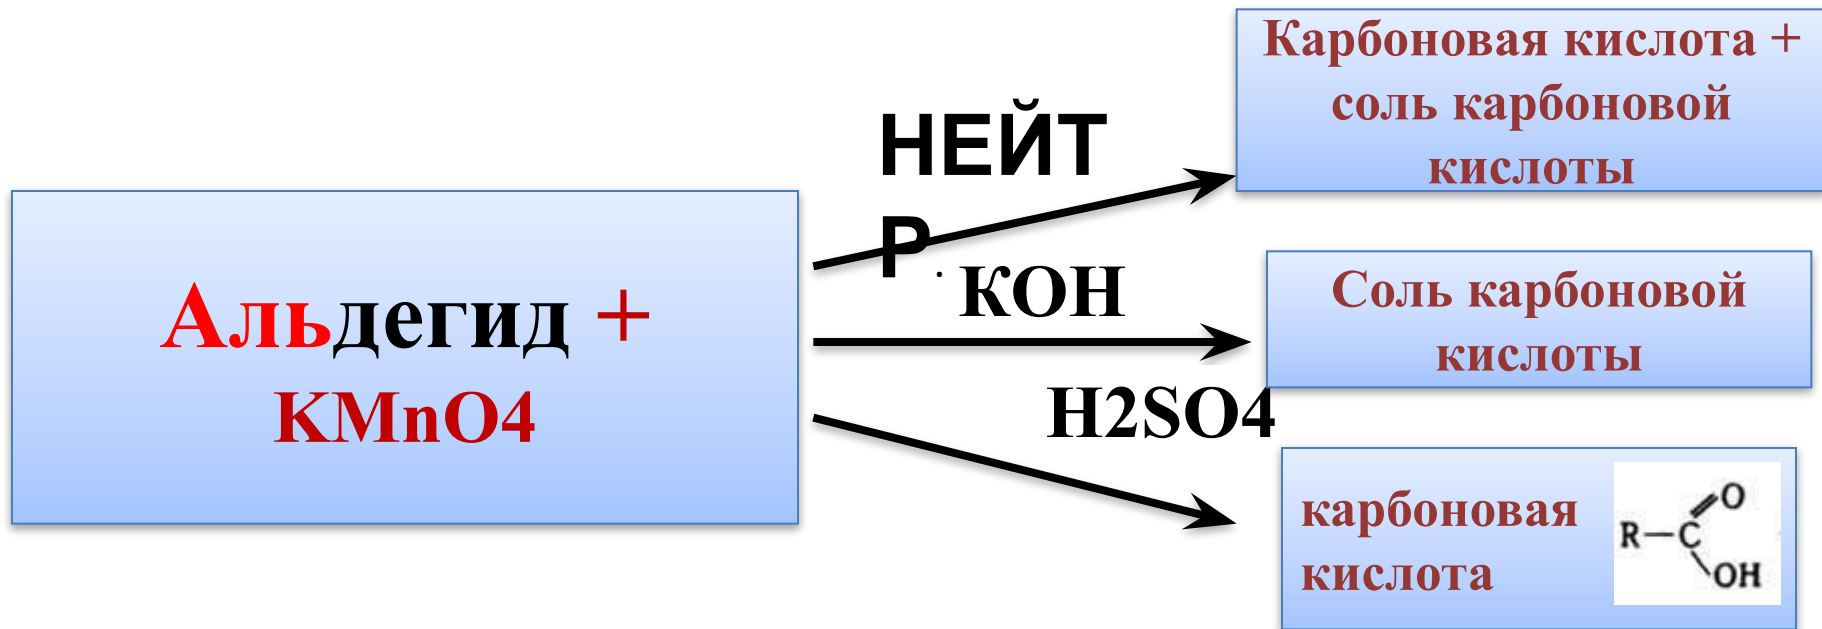 Карбоновая кислота +
соль карбоновой
кислоты
НЕЙТ
Р.
КОН
Альдегид +
KMnO4
Соль карбоновой
кислоты
H2SO4
карбоновая
кислота
O
R—C
OH